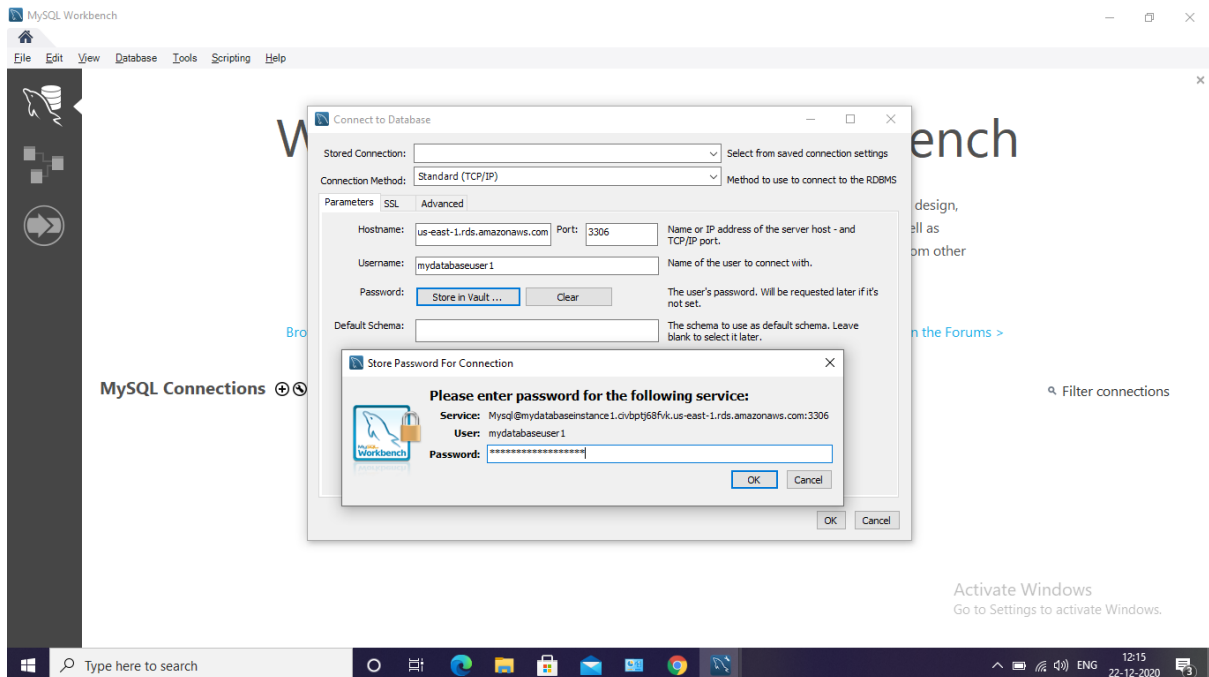 MySQL Workbench
File Edit View Database Tools Scripting Help
W
ench
design,
ell as
om other
Bro
n the Forums >
MySQL Connections
Filter connections
Connect to Database
Stored Connection:
Select from saved connection settings
Connection Method: Standard (TCP/IP)
Method to use to connect to the RDBMS
Parameters SSL Advanced
Hostname: us-east-1.rds.amazonaws.com Port: 3306
Name or IP address of the server host - and
TCP/IP port.
Username: mydatabaseuser1
Name of the user to connect with.
Password: Store in Vault ... Clear
The user's password. Will be requested later if it's
not set.
Default Schema:
The schema to use as default schema. Leave
blank to select it later.
Store Password For Connection
Please enter password for the following service:
Service: Mysql@mydatabaseinstance1.civbptj68fvk.us-east-1.rds.amazonaws.com:3306
User: mydatabaseuser1
Password: ******************
MySQL
Workbench
OK Cancel
OK Cancel
Activate Windows
Go to Settings to activate Windows.
Type here to search
ENG
12:15
22-12-2020
3